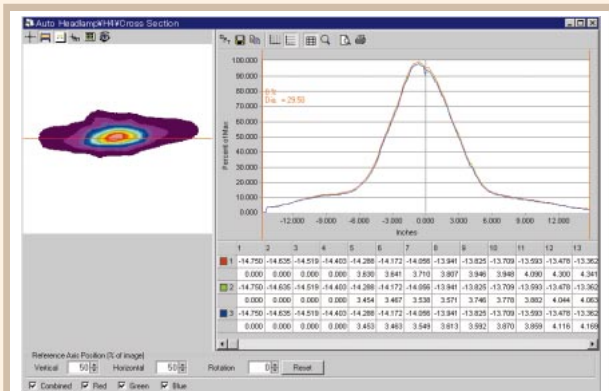 Auto Headlamp¥H4¥Cross Section
100.000
90.000
80.000
70.000
60.000
50.000
40.000
30.000
20.000
10.000
0.000
Percent of Max
0 %
Dia. = 29.50
-12.000 -9.000 -6.000 -3.000 0.000 3.000 6.000 9.000 12.000
Inches
1 2 3 4 5 6 7 8 9 10 11 12 13
1 -14.750 -14.635 -14.519 -14.403 -14.288 -14.172 -14.056 -13.941 -13.825 -13.709 -13.593 -13.478 -13.362
0.000 0.000 0.000 0.000 3.630 3.641 3.710 3.807 3.946 3.948 4.090 4.300 4.341
2 -14.750 -14.635 -14.519 -14.403 -14.288 -14.172 -14.056 -13.941 -13.825 -13.709 -13.593 -13.478 -13.362
0.000 0.000 0.000 0.000 3.454 3.467 3.538 3.571 3.746 3.778 3.882 4.044 4.063
3 -14.750 -14.635 -14.519 -14.403 -14.288 -14.172 -14.056 -13.941 -13.825 -13.709 -13.593 -13.478 -13.362
0.000 0.000 0.000 0.000 3.453 3.463 3.549 3.613 3.592 3.870 3.859 4.116 4.169
Reference Axis Position [% of image]
Vertical 50 Horizontal 50 Rotation 0 Reset
Combined Red Green Blue